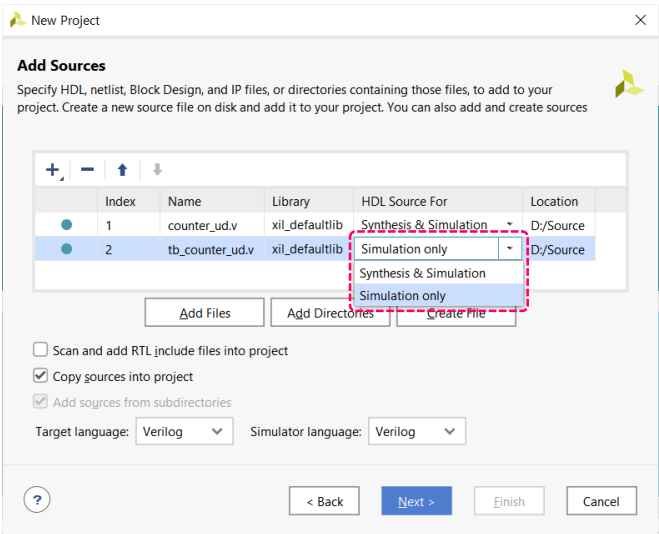 New Project
Add Sources
Specify HDL, netlist, Block Design, and IP files, or directories containing those files, to add to your
project. Create a new source file on disk and add it to your project. You can also add and create sources
Index Name Library HDL Source For Location
1 counter_ud.v xil_defaultlib Synthesis & Simulation D:/Source
2 tb_counter_ud.v xil_defaultlib Simulation only D:/Source
Synthesis & Simulation
Simulation only
Add Files Add Directories Create File
Scan and add RTL include files into project
Copy sources into project
Add sources from subdirectories
Target language: Verilog Simulator language: Verilog
? < Back Next > Finish Cancel